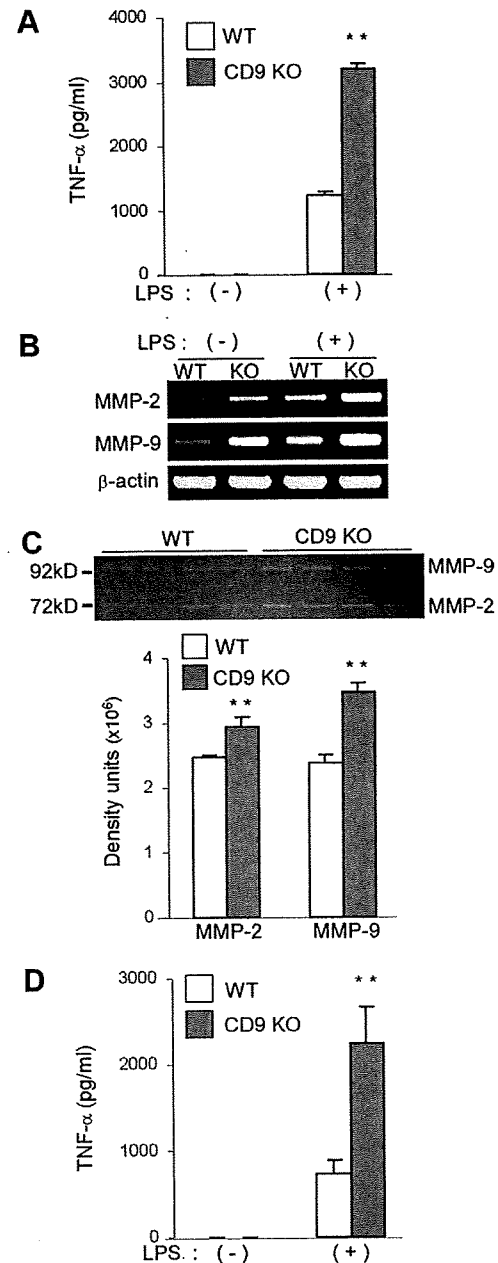 A
4000
3000
2000
1000
0
TNF-α (pg/ml)
WT
CD9 KO
* *
LPS : (-) (+)
B
LPS : (-) (+)
WT KO WT KO
MMP-2
MMP-9
β-actin
C
WT CD9 KO
92kD
72kD
MMP-9
MMP-2
4
3
2
1
0
Density units (x10⁶)
WT
CD9 KO
* *
* *
MMP-2 MMP-9
D
3000
2000
1000
0
TNF-α (pg/ml)
WT
CD9 KO
* *
LPS. : (-) (+)